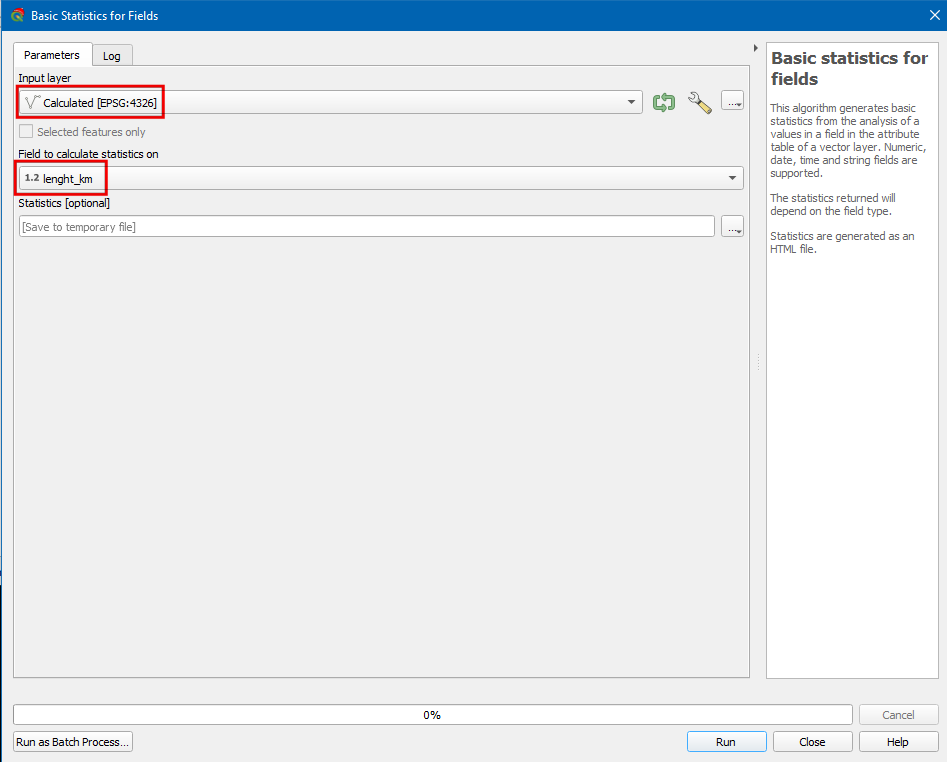 Basic Statistics for Fields
Parameters
Log
Input layer
Calculated [EPSG:4326]
...
Selected features only
Field to calculate statistics on
1.2 lenght_km
Statistics [optional]
[Save to temporary file]
...
Basic statistics for
fields
This algorithm generates basic
statistics from the analysis of a
values in a field in the attribute
table of a vector layer. Numeric,
date, time and string fields are
supported.
The statistics returned will
depend on the field type.
Statistics are generated as an
HTML file.
0%
Cancel
Run as Batch Process...
Run
Close
Help